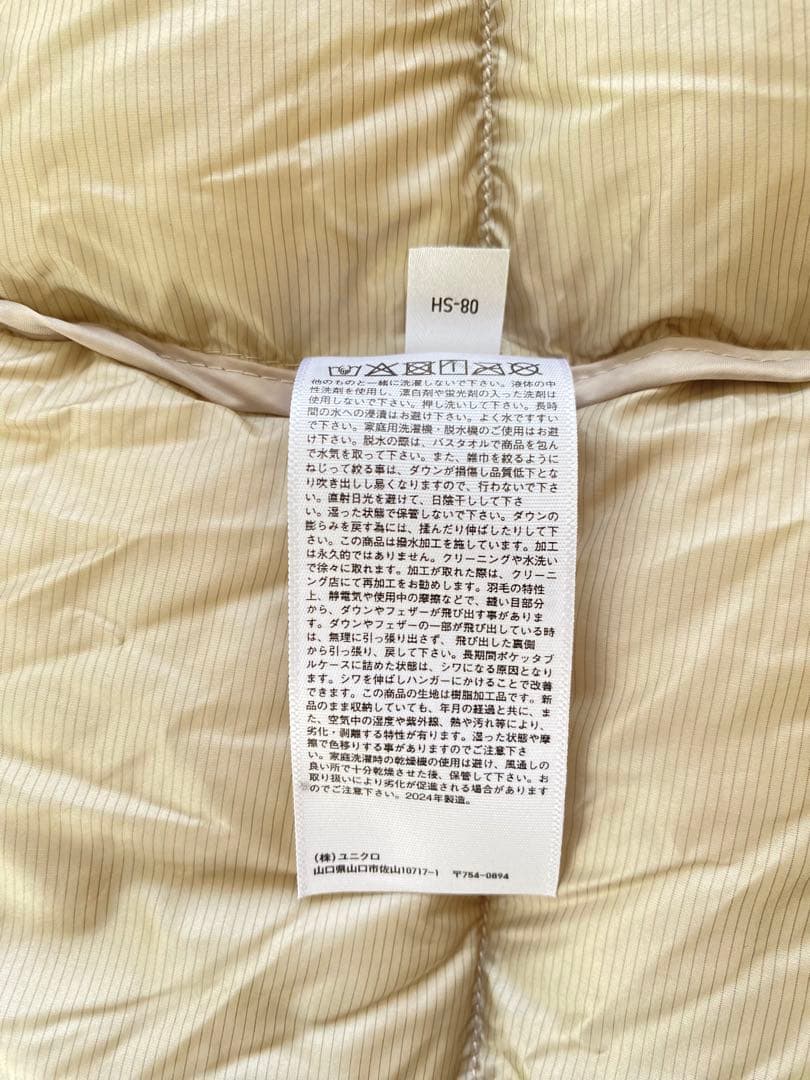 08-SH
他のものと一緒に洗濯しないで下さい。液体の中
性洗剤を使用し、漂白剤や蛍光剤の入った洗剤は
使用しないで下さい。押し洗いして下さい。長時
間の水への浸漬はお避け下さい。よく水ですすい
で下さい。家庭用洗濯機・脱水機のご使用はお避
け下さい。脱水の際は、バスタオルで商品を包ん
で水気を取って下さい。また、雑巾を絞るように
ねじって絞る事は、ダウンが損傷し品質低下とな
り吹き出しし易くなりますので、行わないで下さ
い。直射日光を避けて、日陰干しして下さ
い。湿った状態で保管しないで下さい。ダウンの
膨らみを戻す為には、揉んだり伸ばしたりして下
さい。この商品は撥水加工を施しています。加工
は永久的ではありません。クリーニングや水洗い
で徐々に取れます。加工が取れた際は、クリーニ
ング店にて再加工をお勧めします。羽毛の特性
上、静電気や使用中の摩擦などで、縫い目部分
から、ダウンやフェザーが飛び出す事がありま
す。ダウンやフェザーの一部が飛び出している時
は、無理に引っ張り出さず、飛び出した裏側
から引っ張り、戻して下さい。長期間ポケッタブ
ルケースに詰めた状態は、シワになる原因となり
ます。シワを伸ばしハンガーにかけることで改善
できます。この商品の生地は樹脂加工品です。新
品のまま収納していても、年月の経過と共に、ま
た、空気中の湿度や紫外線、熱や汚れ等により、
劣化・剥離する特性が有ります。湿った状態や摩
擦で色移りする事がありますのでご注意下さ
い。家庭洗濯時の乾燥機の使用は避け、風通しの
良い所で十分乾燥させた後、保管して下さい。お
取り扱いにより劣化が促進される場合があります
のでご注意下さい。2024年製造。
(株)ユニクロ
山口県山口市佐山10717-1 〒754-0894